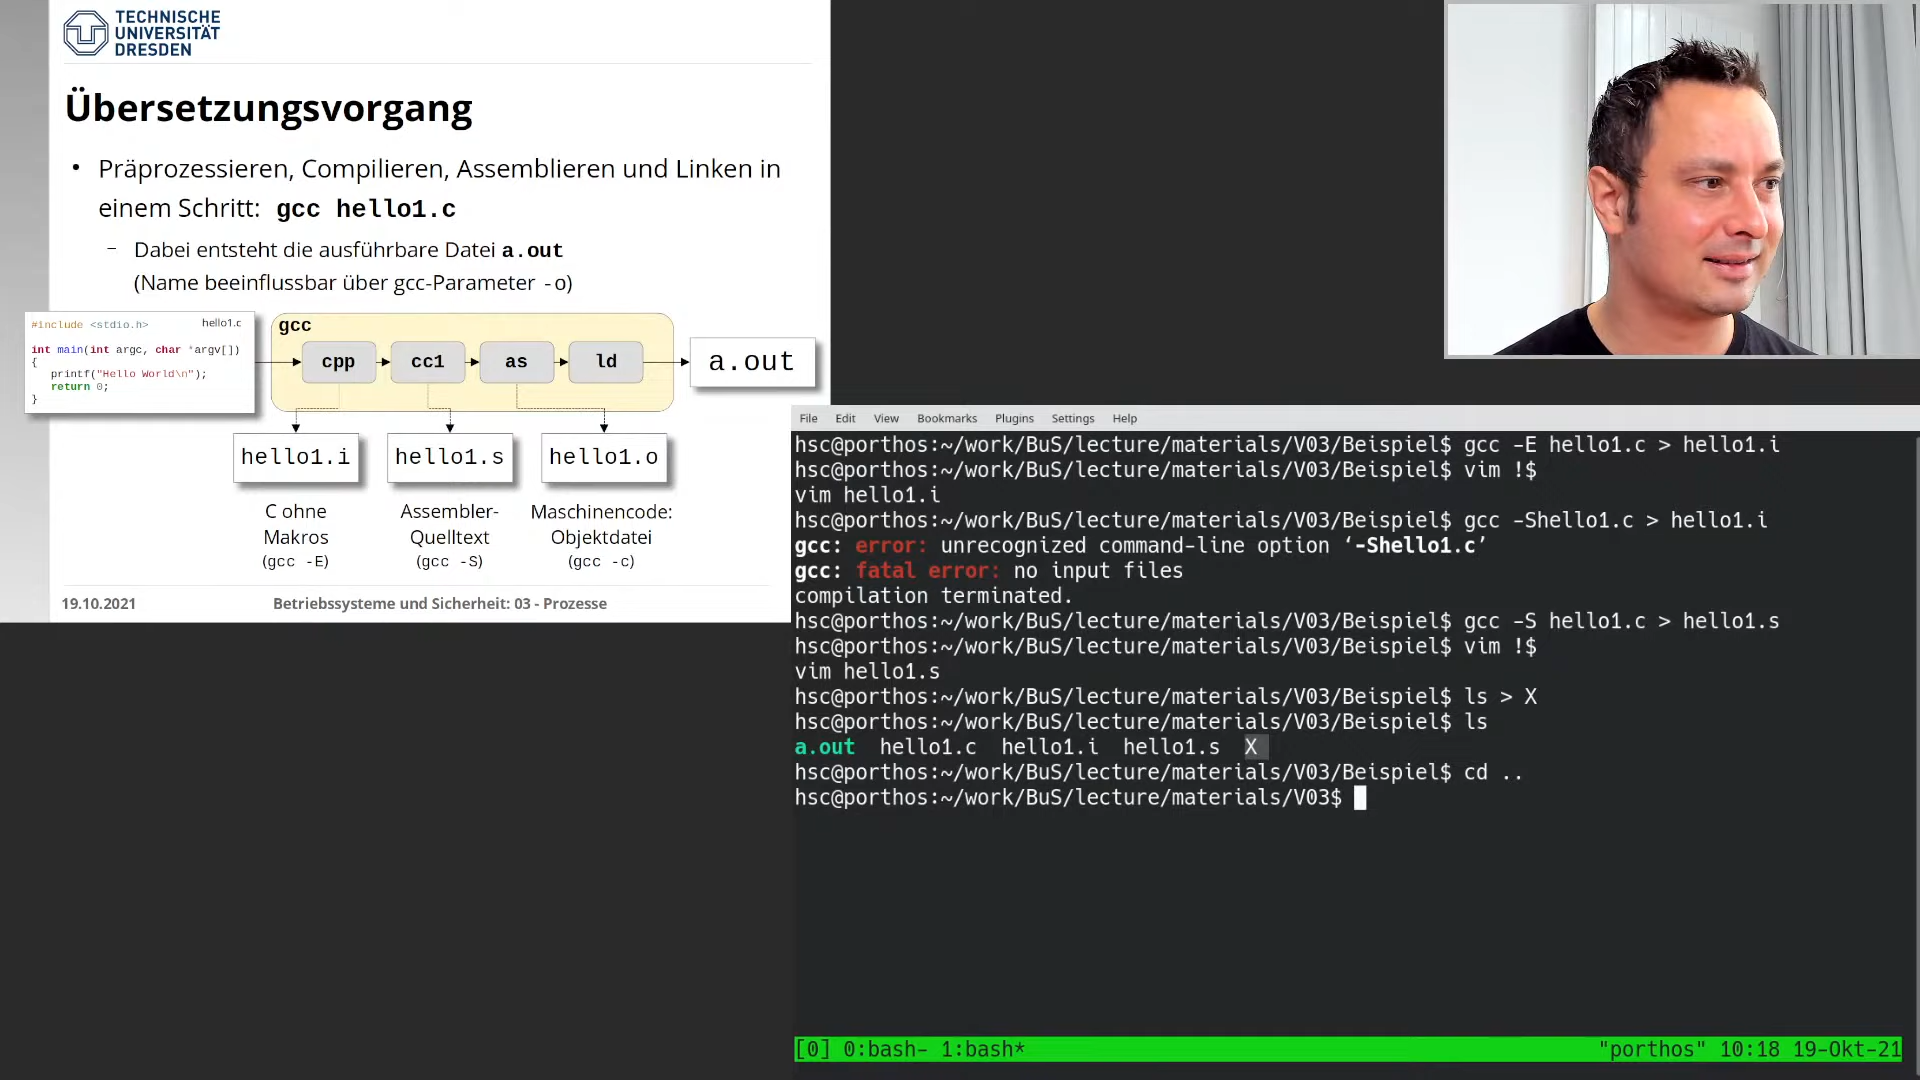 TECHNISCHE
UNIVERSITÄT
DRESDEN
Übersetzungsvorgang
• Präprozessieren, Compilieren, Assemblieren und Linken in
einem Schritt: gcc hello1.c
– Dabei entsteht die ausführbare Datei a.out
(Name beeinflussbar über gcc-Parameter -o)
#include <stdio.h> hello1.c
int main(int argc, char *argv[])
{
printf("Hello World\n");
return 0;
}
gcc
cpp cc1 as ld
a.out
hello1.i hello1.s hello1.o
C ohne
Makros
(gcc -E)
Assembler-
Quelltext
(gcc -S)
Maschinencode:
Objektdatei
(gcc -c)
19.10.2021 Betriebssysteme und Sicherheit: 03 - Prozesse
File Edit View Bookmarks Plugins Settings Help
hsc@porthos:~/work/BuS/lecture/materials/V03/Beispiel$ gcc -E hello1.c > hello1.i
hsc@porthos:~/work/BuS/lecture/materials/V03/Beispiel$ vim !$
vim hello1.i
hsc@porthos:~/work/BuS/lecture/materials/V03/Beispiel$ gcc -Shello1.c > hello1.i
gcc: error: unrecognized command-line option ‘-Shello1.c’
gcc: fatal error: no input files
compilation terminated.
hsc@porthos:~/work/BuS/lecture/materials/V03/Beispiel$ gcc -S hello1.c > hello1.s
hsc@porthos:~/work/BuS/lecture/materials/V03/Beispiel$ vim !$
vim hello1.s
hsc@porthos:~/work/BuS/lecture/materials/V03/Beispiel$ ls > X
hsc@porthos:~/work/BuS/lecture/materials/V03/Beispiel$ ls
a.out hello1.c hello1.i hello1.s X
hsc@porthos:~/work/BuS/lecture/materials/V03/Beispiel$ cd ..
hsc@porthos:~/work/BuS/lecture/materials/V03$
[0] 0:bash- 1:bash* "porthos" 10:18 19-Okt-21